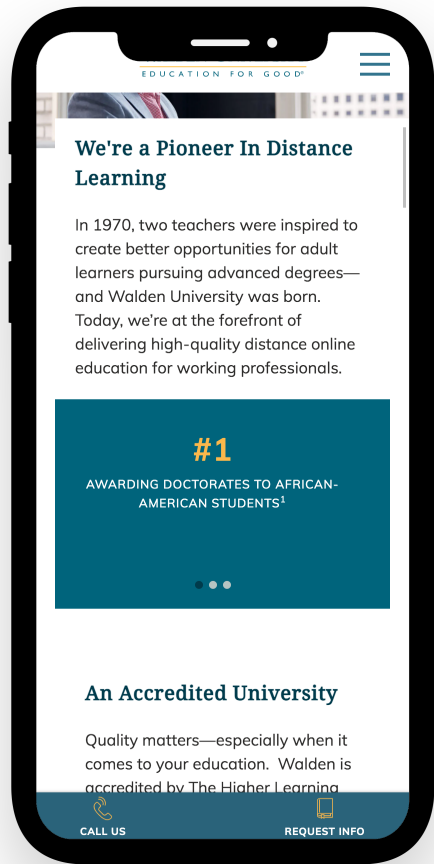 EDUCATION FOR GOOD®
We're a Pioneer In Distance
Learning
In 1970, two teachers were inspired to
create better opportunities for adult
learners pursuing advanced degrees—
and Walden University was born.
Today, we’re at the forefront of
delivering high-quality distance online
education for working professionals.
#1
AWARDING DOCTORATES TO AFRICAN-
AMERICAN STUDENTS¹
An Accredited University
Quality matters—especially when it
comes to your education.  Walden is
accredited by The Higher Learning
CALL US
REQUEST INFO